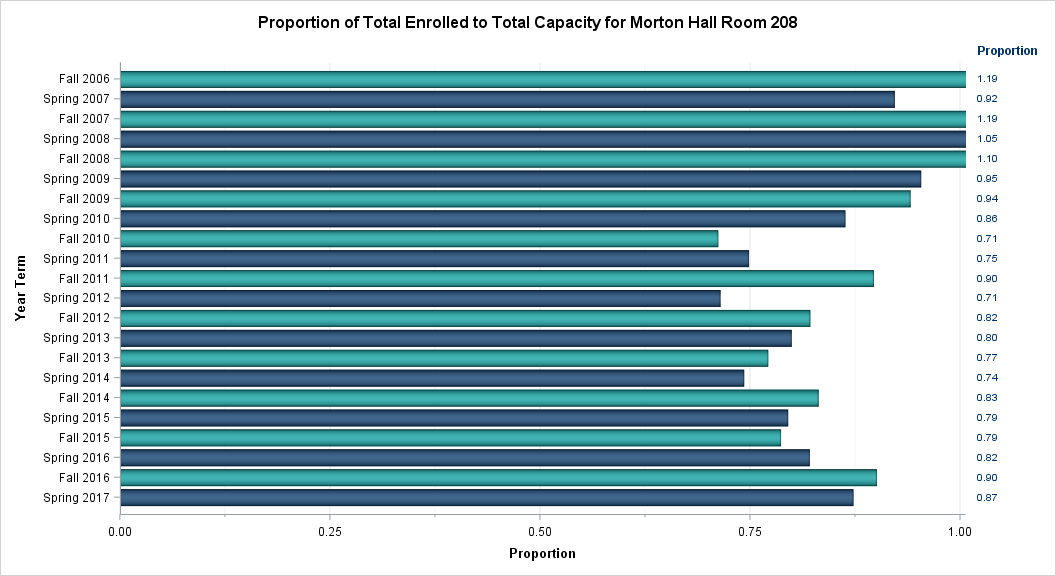 Proportion of Total Enrolled to Total Capacity for Morton Hall Room 208
Proportion
Fall 2006 1.19
Spring 2007 0.92
Fall 2007 1.19
Spring 2008 1.05
Fall 2008 1.10
Spring 2009 0.95
Fall 2009 0.94
Spring 2010 0.86
Fall 2010 0.71
Spring 2011 0.75
Fall 2011 0.90
Spring 2012 0.71
Fall 2012 0.82
Spring 2013 0.80
Fall 2013 0.77
Spring 2014 0.74
Fall 2014 0.83
Spring 2015 0.79
Fall 2015 0.79
Spring 2016 0.82
Fall 2016 0.90
Spring 2017 0.87
Year Term
0.00 0.25 0.50 0.75 1.00
Proportion